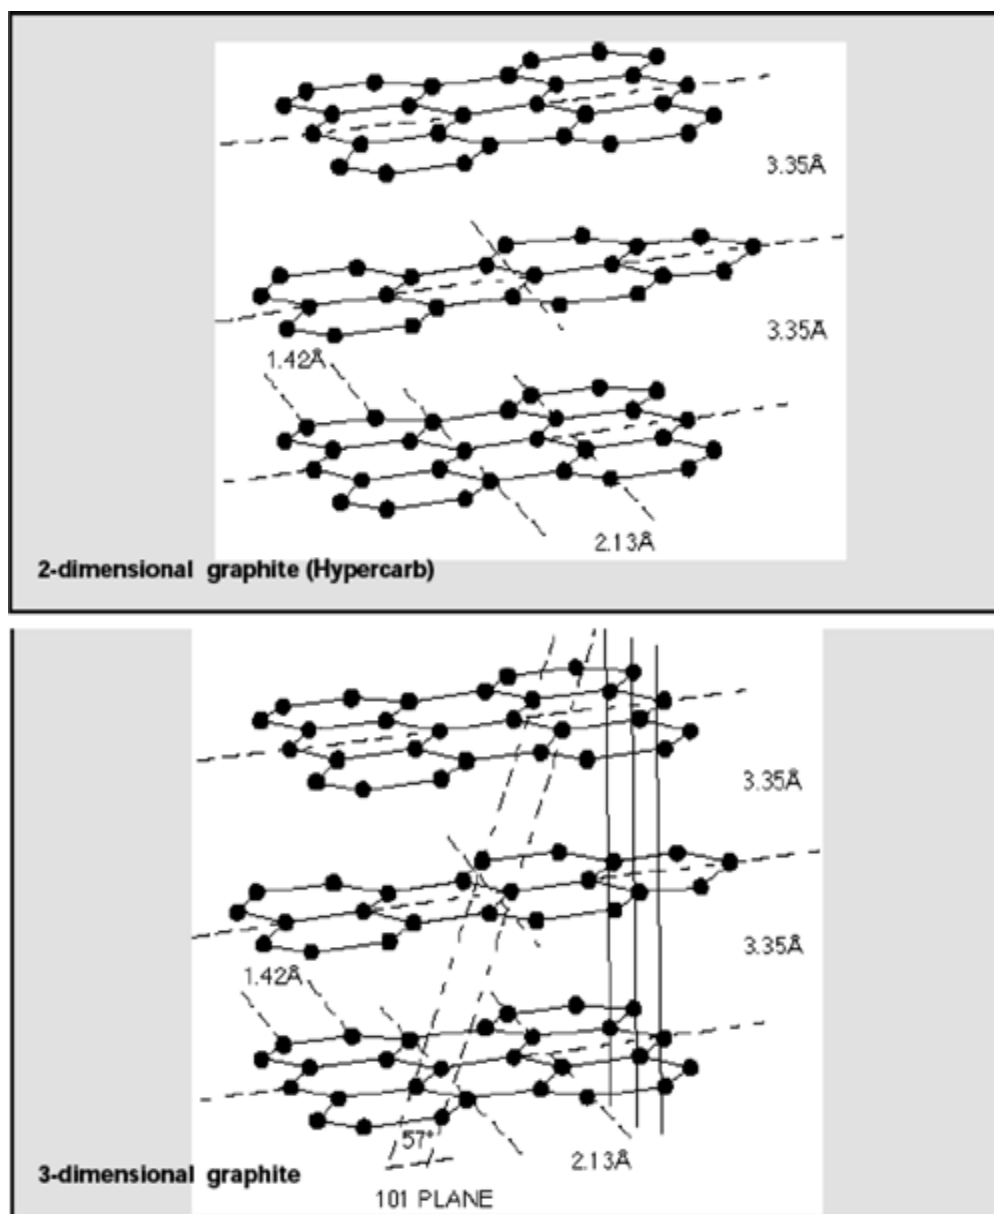 3.35Å
3.35Å
1.42Å
2.13Å
2-dimensional graphite (Hypercarb)
3.35Å
3.35Å
1.42Å
57°
2.13Å
3-dimensional graphite
101 PLANE